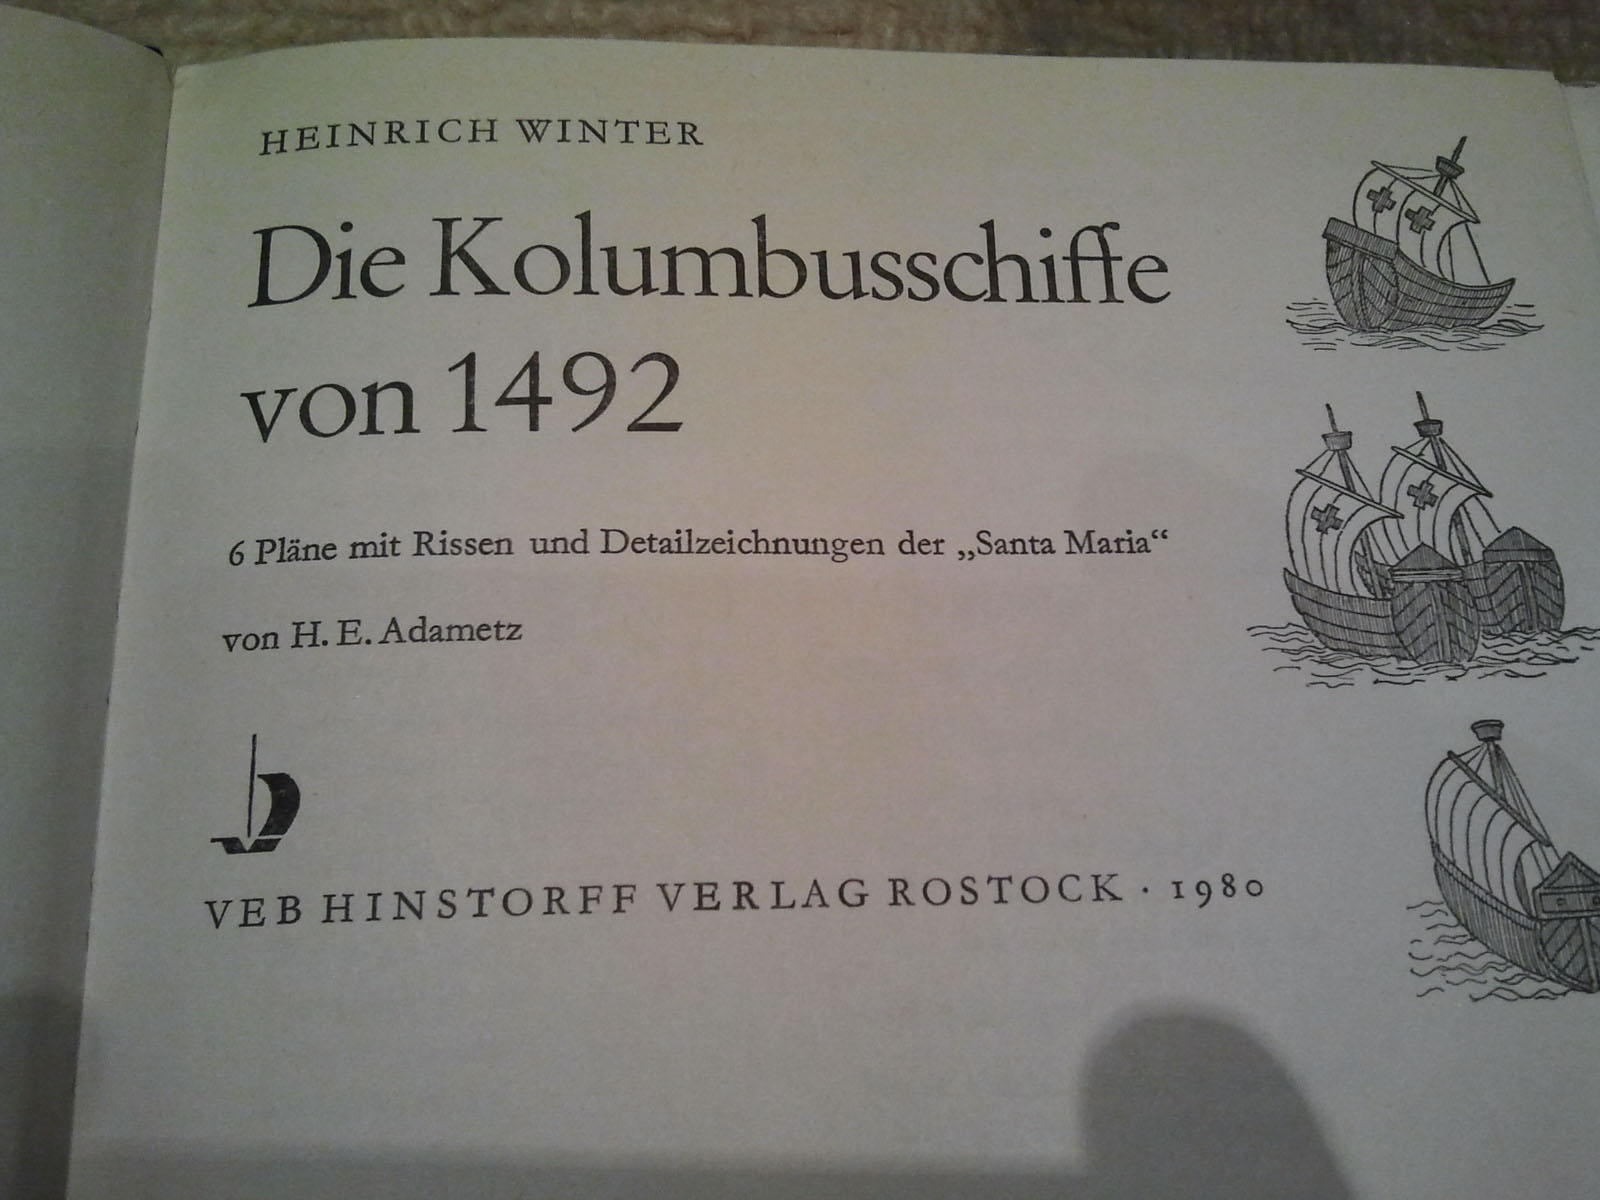 HEINRICH WINTER
Die Kolumbusschiffe
von 1492
6 Pläne mit Rissen und Detailzeichnungen der „Santa Maria“
von H. E. Adametz
VEB HINSTORFF VERLAG ROSTOCK · 1980